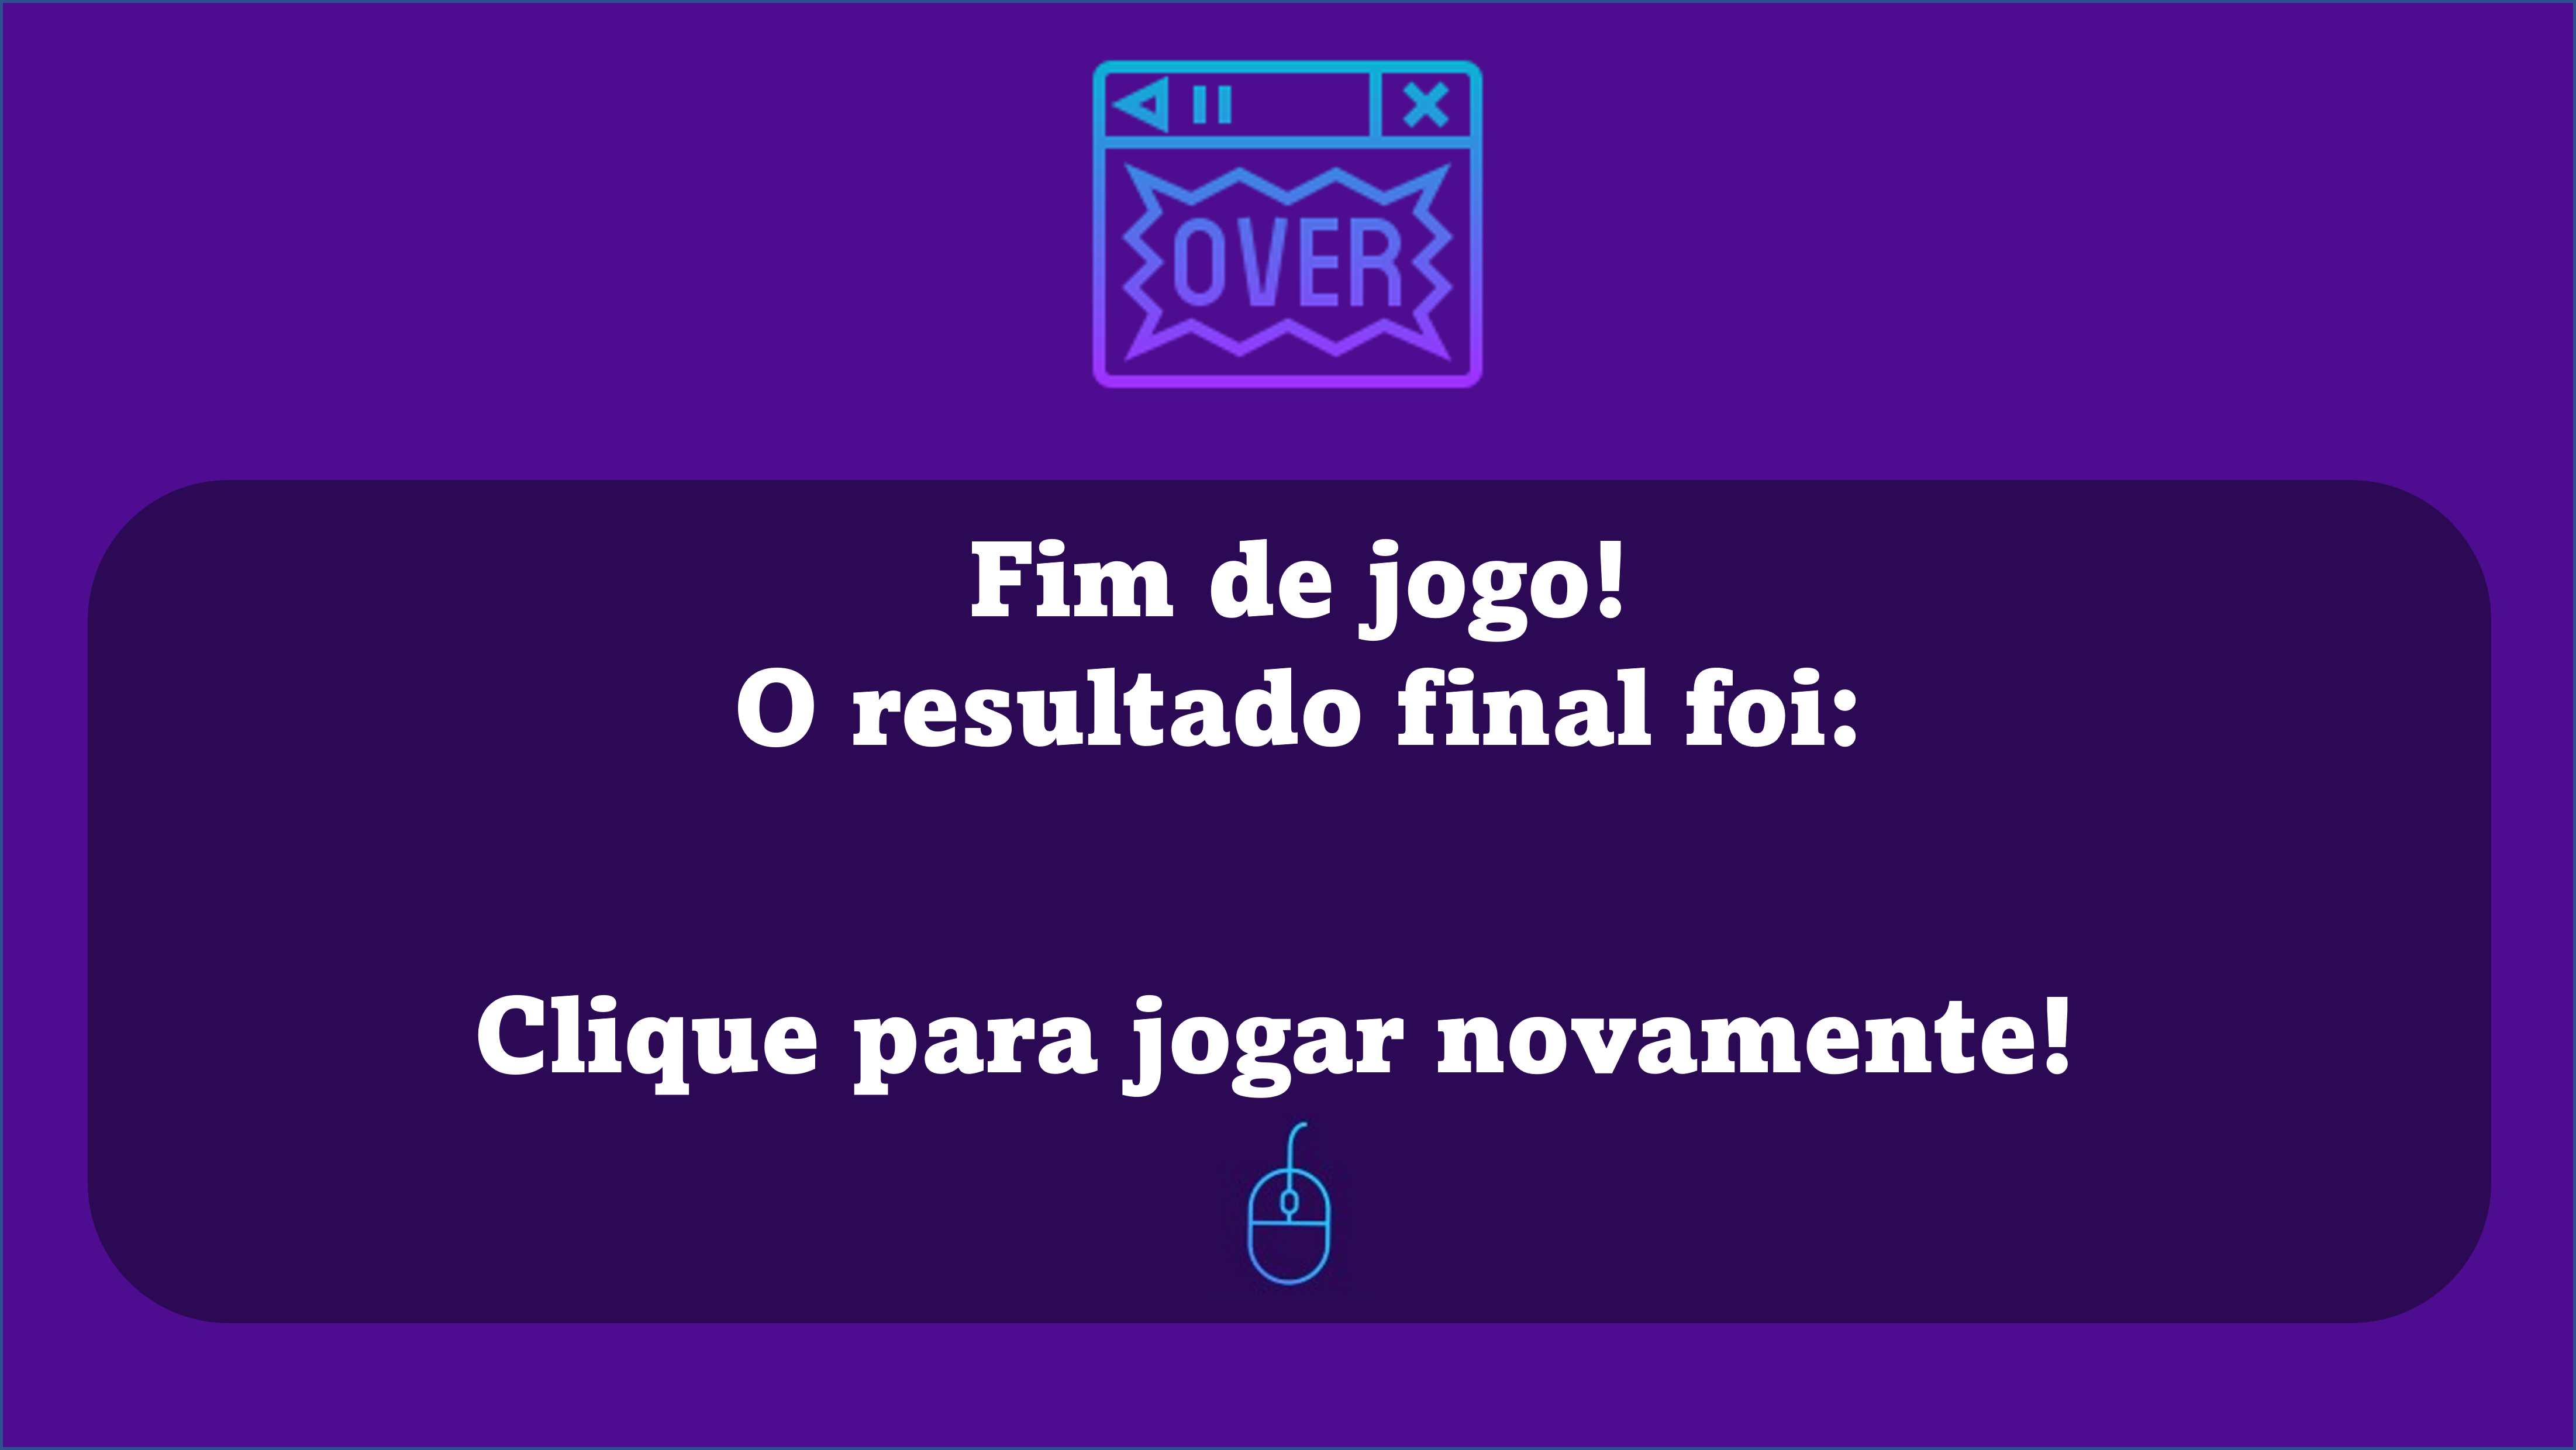 OVER
Fim de jogo!
O resultado final foi:
Clique para jogar novamente!